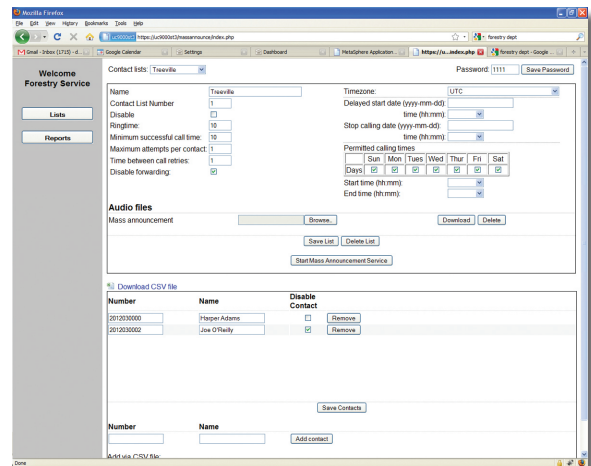 Mozilla Firefox
File Edit View History Bookmarks Tools Help
uc9000st3 https://uc9000st3/massannounce/index.php
forestry dept
Gmail - Inbox (1715) - d... Google Calendar Settings Dashboard MetaSphere Application... https://u...index.php forestry dept - Google ...
Welcome
Forestry Service
Lists
Reports
Contact lists: Treeville Password: 1111 Save Password
Name Treeville Timezone: UTC
Contact List Number 1 Delayed start date (yyyy-mm-dd):
Disable time (hh:mm):
Ringtime: 10 Stop calling date (yyyy-mm-dd):
Minimum successful call time: 10 time (hh:mm):
Maximum attempts per contact: 1 Permitted calling times
Time between call retries: 1 Sun Mon Tues Wed Thur Fri Sat
Disable forwarding: Days
Start time (hh:mm):
End time (hh:mm):
Audio files
Mass announcement Browse... Download Delete
Save List Delete List
Start Mass Announcement Service
Download CSV file
Number Name Disable
Contact
2012030000 Harper Adams Remove
2012030002 Joe O'Reilly Remove
Save Contacts
Number Name
Add contact
Add via CSV file:
Done